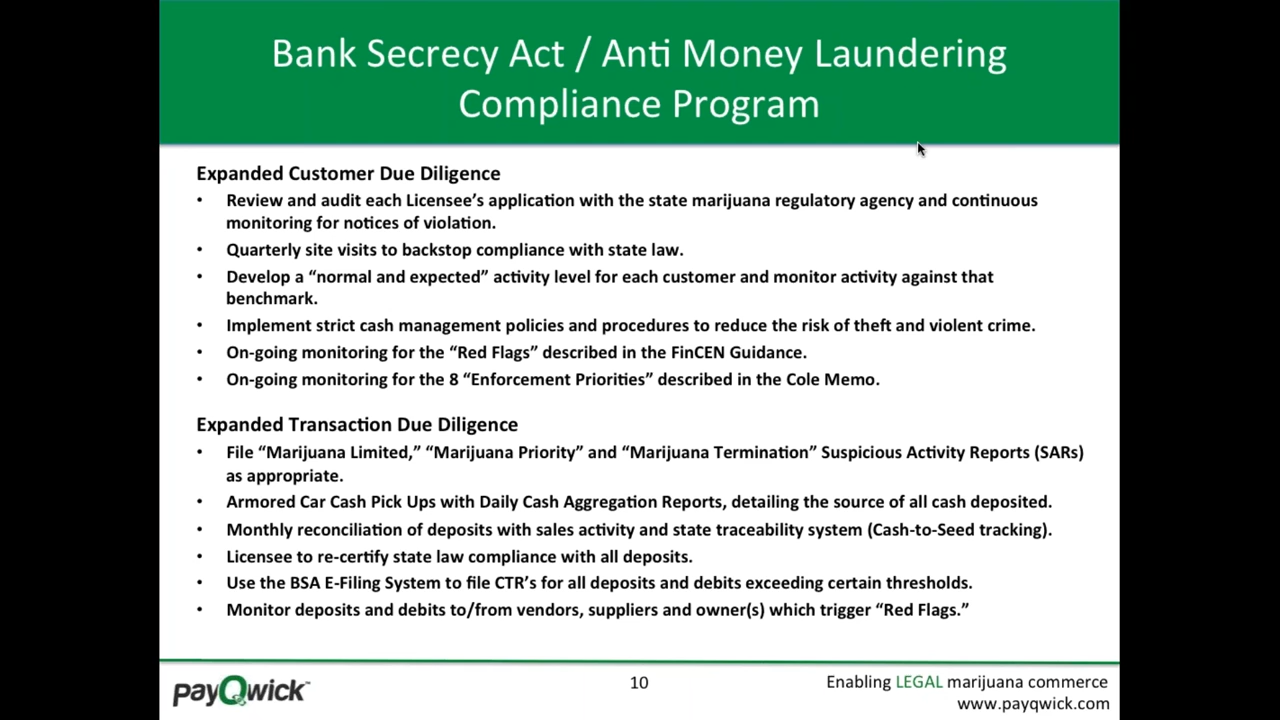 Bank Secrecy Act / Anti Money Laundering
Compliance Program
Expanded Customer Due Diligence
• Review and audit each Licensee's application with the state marijuana regulatory agency and continuous
monitoring for notices of violation.
• Quarterly site visits to backstop compliance with state law.
• Develop a “normal and expected” activity level for each customer and monitor activity against that
benchmark.
• Implement strict cash management policies and procedures to reduce the risk of theft and violent crime.
• On-going monitoring for the “Red Flags” described in the FinCEN Guidance.
• On-going monitoring for the 8 “Enforcement Priorities” described in the Cole Memo.
Expanded Transaction Due Diligence
• File “Marijuana Limited,” “Marijuana Priority” and “Marijuana Termination” Suspicious Activity Reports (SARs)
as appropriate.
• Armored Car Cash Pick Ups with Daily Cash Aggregation Reports, detailing the source of all cash deposited.
• Monthly reconciliation of deposits with sales activity and state traceability system (Cash-to-Seed tracking).
• Licensee to re-certify state law compliance with all deposits.
• Use the BSA E-Filing System to file CTR's for all deposits and debits exceeding certain thresholds.
• Monitor deposits and debits to/from vendors, suppliers and owner(s) which trigger “Red Flags.”
payQwick™
10
Enabling LEGAL marijuana commerce
www.payqwick.com